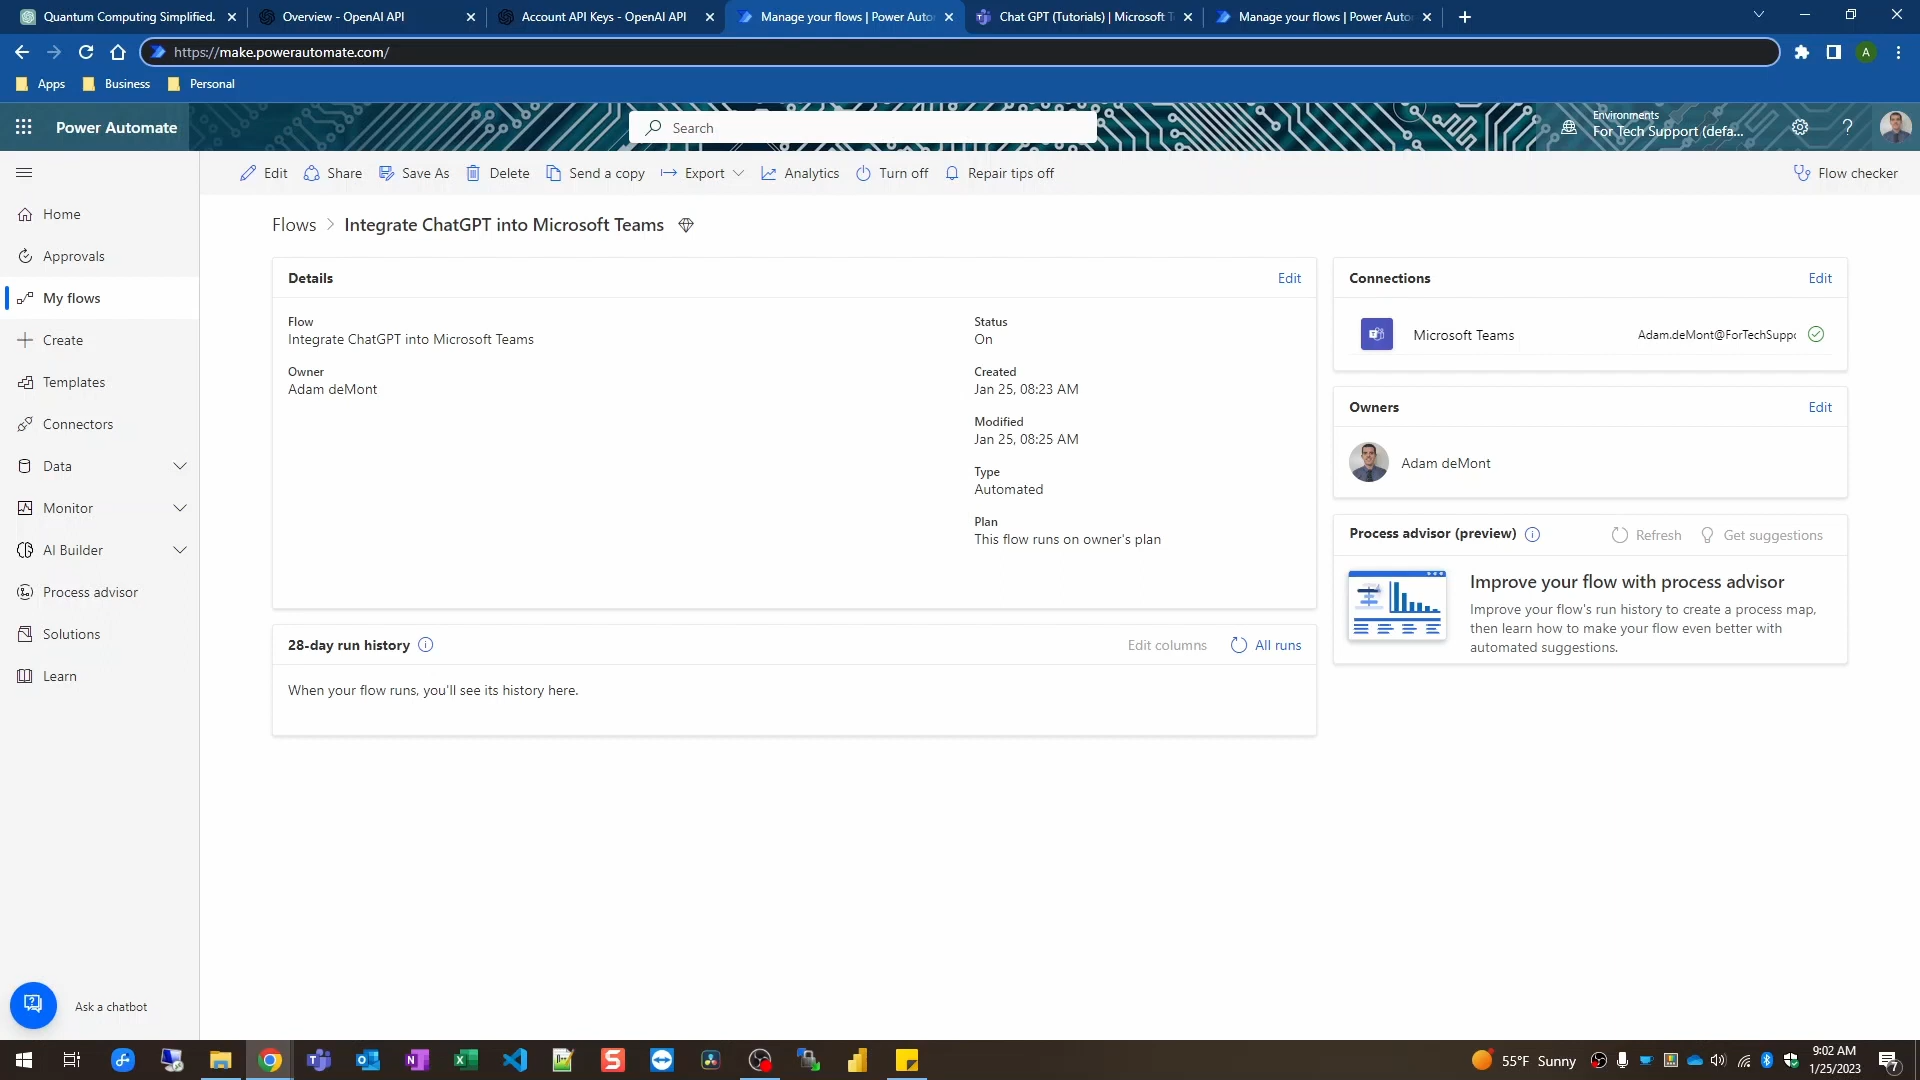 Quantum Computing Simplified.
Overview - OpenAI API
Account API Keys - OpenAI API
Manage your flows | Power Auto
Chat GPT (Tutorials) | Microsoft T
Manage your flows | Power Auto
https://make.powerautomate.com/
A
Apps
Business
Personal
Power Automate
Search
Environments
For Tech Support (defa...
?
Edit
Share
Save As
Delete
Send a copy
Export
Analytics
Turn off
Repair tips off
Flow checker
Home
Approvals
My flows
Create
Templates
Connectors
Data
Monitor
AI Builder
Process advisor
Solutions
Learn
Ask a chatbot
Flows > Integrate ChatGPT into Microsoft Teams
Details
Edit
Flow
Integrate ChatGPT into Microsoft Teams
Owner
Adam deMont
Status
On
Created
Jan 25, 08:23 AM
Modified
Jan 25, 08:25 AM
Type
Automated
Plan
This flow runs on owner's plan
28-day run history
Edit columns
All runs
When your flow runs, you'll see its history here.
Connections
Edit
Microsoft Teams
Adam.deMont@ForTechSuppo
Owners
Edit
Adam deMont
Process advisor (preview)
Refresh
Get suggestions
Improve your flow with process advisor
Improve your flow's run history to create a process map,
then learn how to make your flow even better with
automated suggestions.
55°F Sunny
9:02 AM
1/25/2023
7